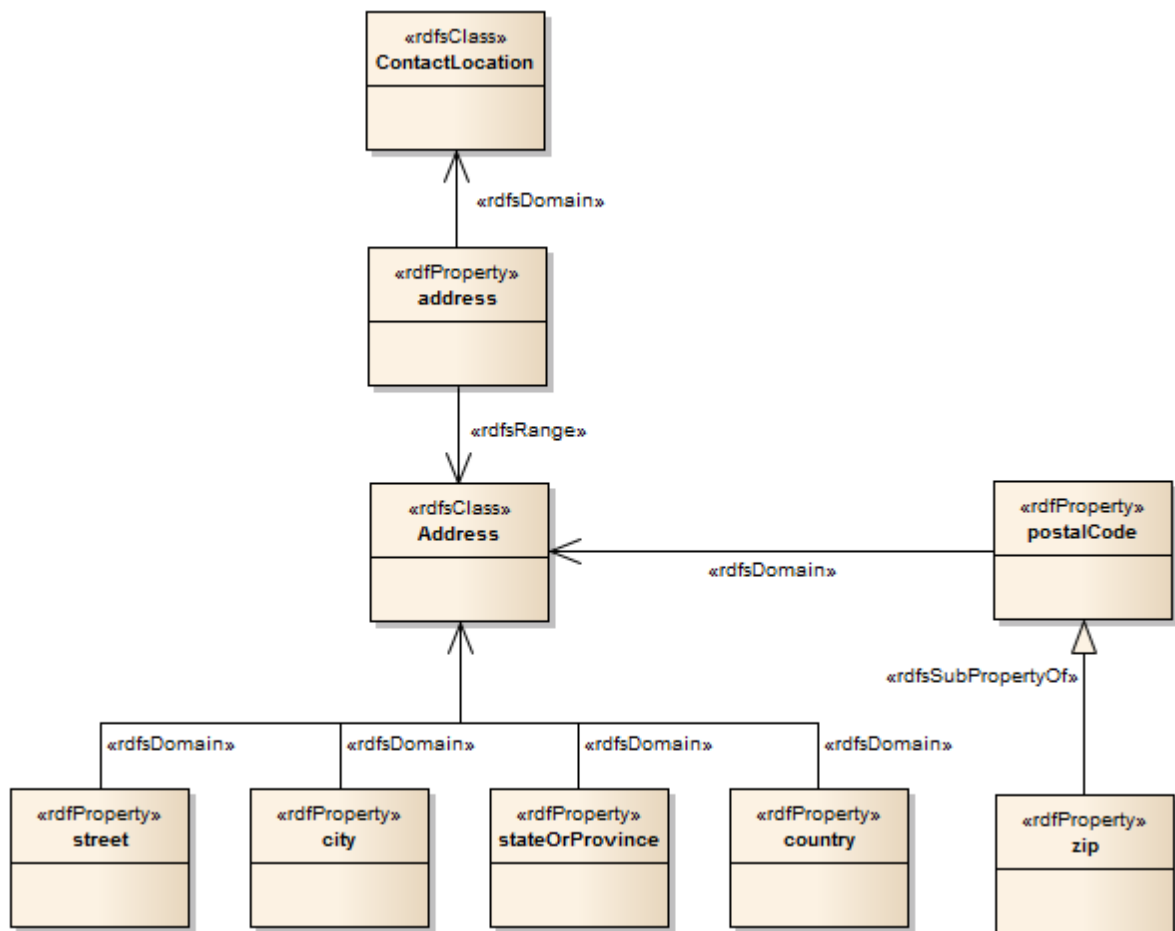 «rdfsClass»
ContactLocation
«rdfsDomain»
«rdfProperty»
address
«rdfsRange»
«rdfsClass»
Address
«rdfProperty»
postalCode
«rdfsDomain»
«rdfsSubPropertyOf»
«rdfsDomain» «rdfsDomain» «rdfsDomain» «rdfsDomain»
«rdfProperty» «rdfProperty» «rdfProperty» «rdfProperty» «rdfProperty»
street city stateOrProvince country zip